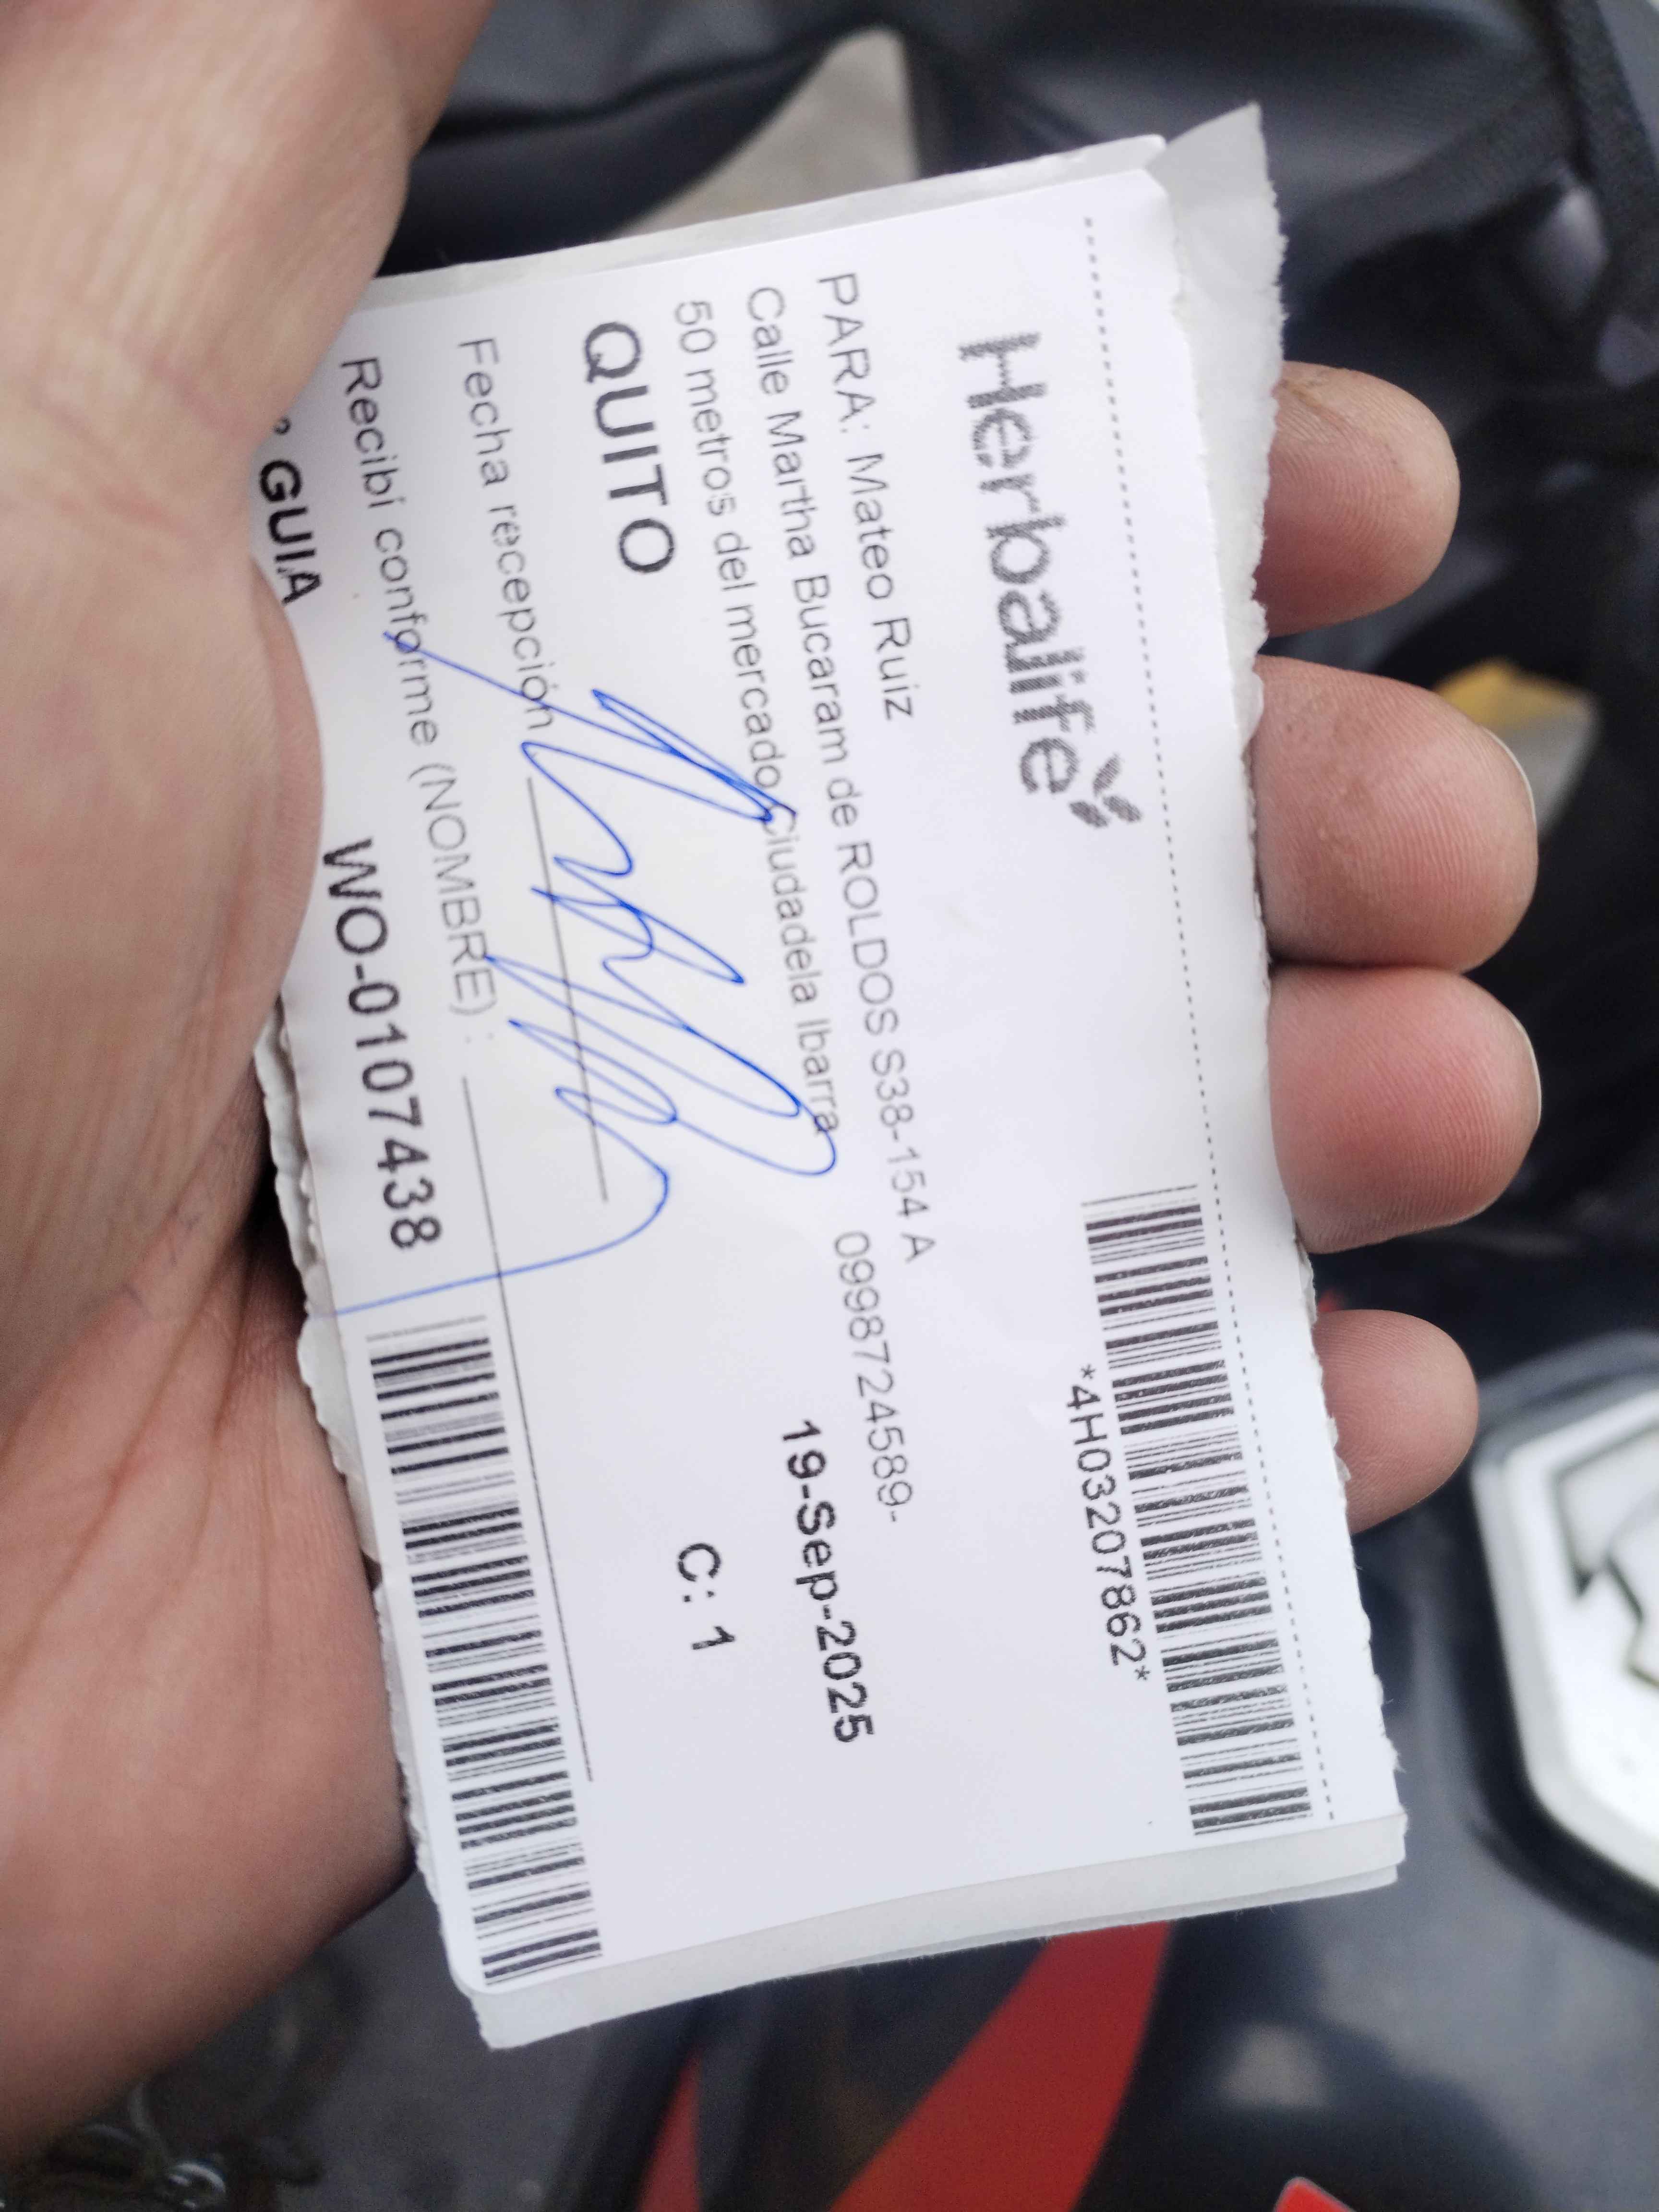 Herbalife
*4H03207862*
PARA: Mateo Ruiz
Calle Martha Bucaram de ROLDOS S38-154 A
0998724589-
50 metros del mercado Ciudadela Ibarra
19-Sep-2025
QUITO
C: 1
Fecha recepción
Recibí conforme (NOMBRE) :
º GUIA WO-0107438